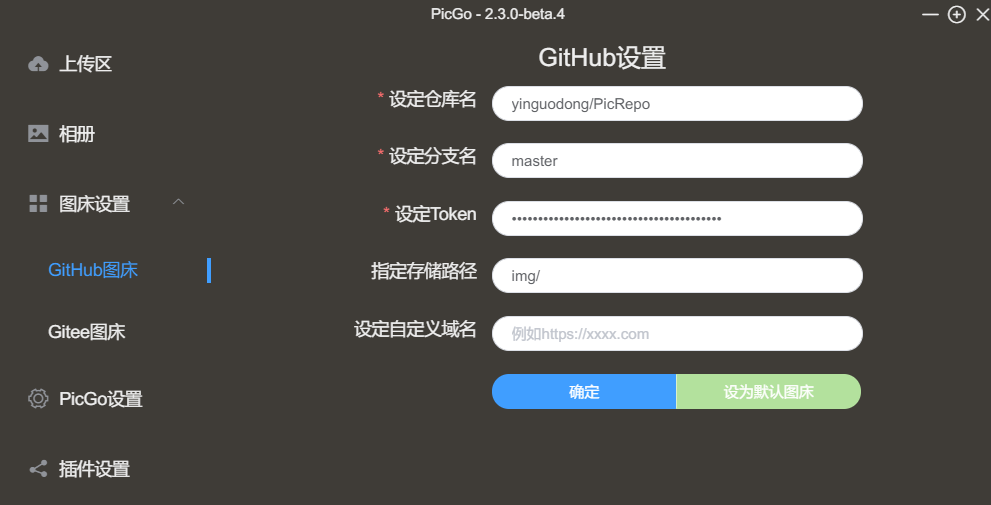 PicGo - 2.3.0-beta.4
上传区
相册
图床设置
GitHub图床
Gitee图床
PicGo设置
插件设置
GitHub设置
* 设定仓库名
yinguodong/PicRepo
* 设定分支名
master
* 设定Token
••••••••••••••••••••••••••••••••••••••••
指定存储路径
img/
设定自定义域名
例如https://xxxx.com
确定
设为默认图床